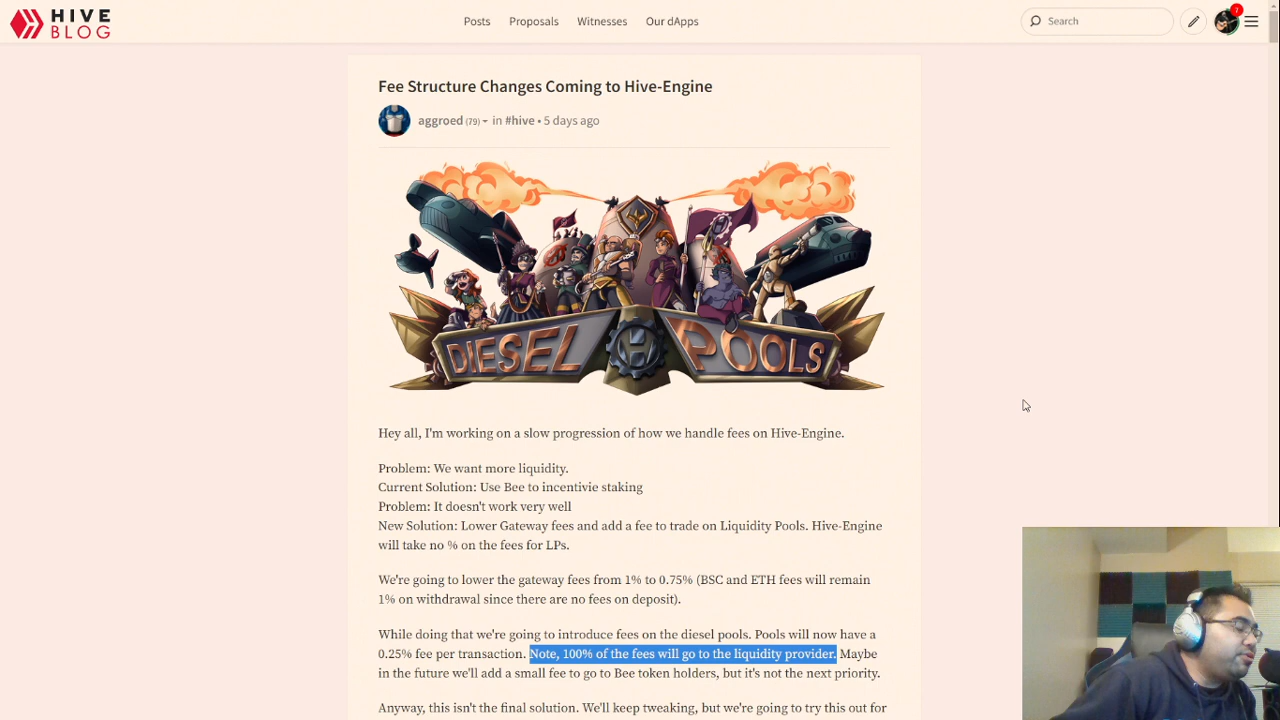 HIVE
BLOG
Posts
Proposals
Witnesses
Our dApps
Search
7
Fee Structure Changes Coming to Hive-Engine
aggroed (79) in #hive • 5 days ago
DIESEL POOLS
Hey all, I'm working on a slow progression of how we handle fees on Hive-Engine.
Problem: We want more liquidity.
Current Solution: Use Bee to incentivie staking
Problem: It doesn't work very well
New Solution: Lower Gateway fees and add a fee to trade on Liquidity Pools. Hive-Engine
will take no % on the fees for LPs.
We're going to lower the gateway fees from 1% to 0.75% (BSC and ETH fees will remain
1% on withdrawal since there are no fees on deposit).
While doing that we're going to introduce fees on the diesel pools. Pools will now have a
0.25% fee per transaction. Note, 100% of the fees will go to the liquidity provider. Maybe
in the future we'll add a small fee to go to Bee token holders, but it's not the next priority.
Anyway, this isn't the final solution. We'll keep tweaking, but we're going to try this out for